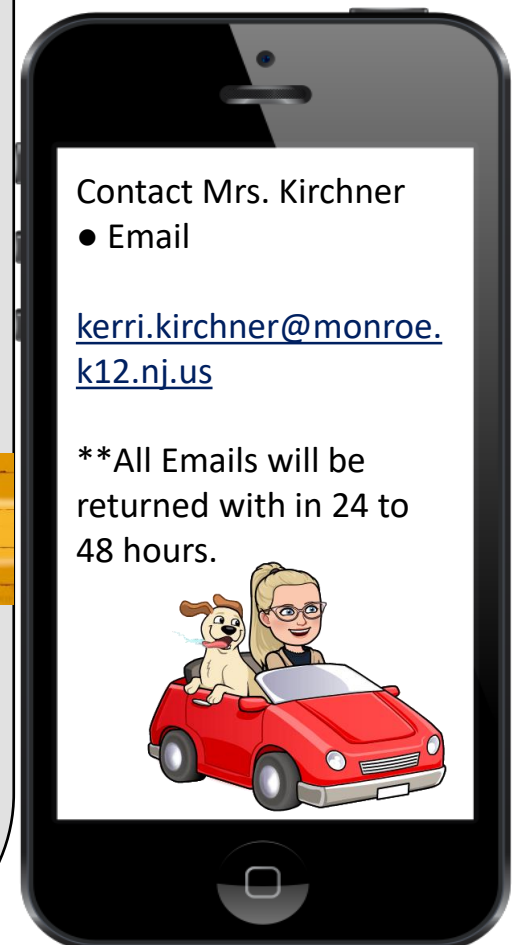 Contact Mrs. Kirchner
● Email
kerri.kirchner@monroe.
k12.nj.us
**All Emails will be
returned with in 24 to
48 hours.